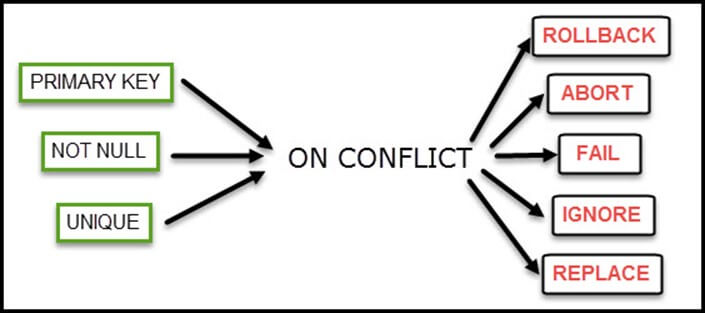 PRIMARY KEY
NOT NULL
UNIQUE
ON CONFLICT
ROLLBACK
ABORT
FAIL
IGNORE
REPLACE